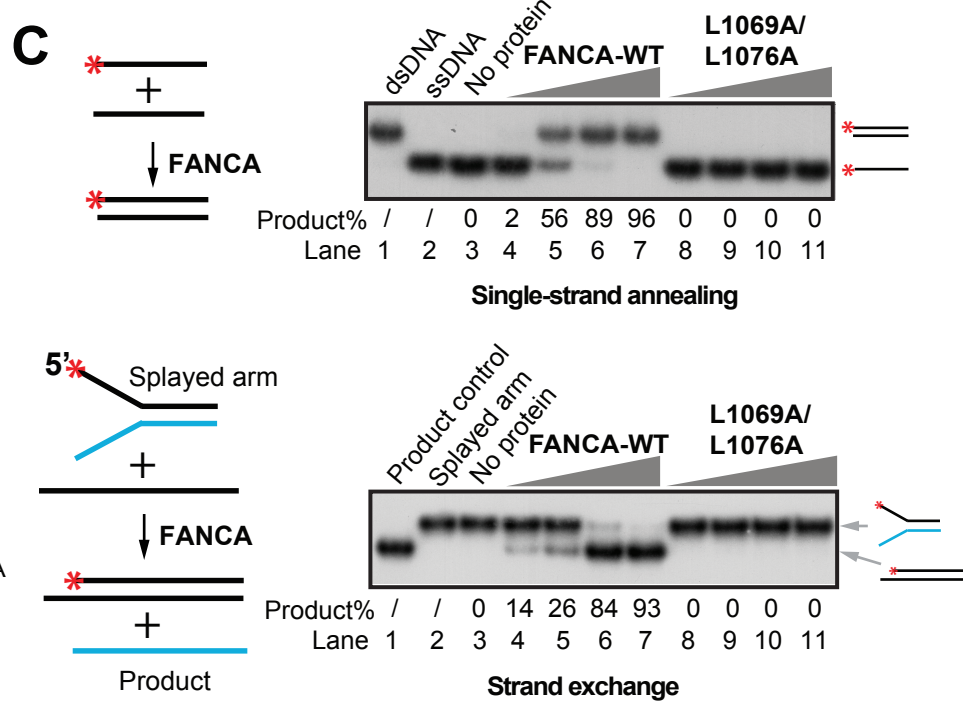 C
dsDNA
ssDNA
No protein
FANCA-WT
L1069A/
L1076A
*
+
FANCA
*
*
*
Product% / / 0 2 56 89 96 0 0 0 0
Lane 1 2 3 4 5 6 7 8 9 10 11
Single-strand annealing
5'*
Splayed arm
+
FANCA
*
+
Product
Product control
Splayed arm
No protein
FANCA-WT
L1069A/
L1076A
*
*
Product% / / 0 14 26 84 93 0 0 0 0
Lane 1 2 3 4 5 6 7 8 9 10 11
Strand exchange
A